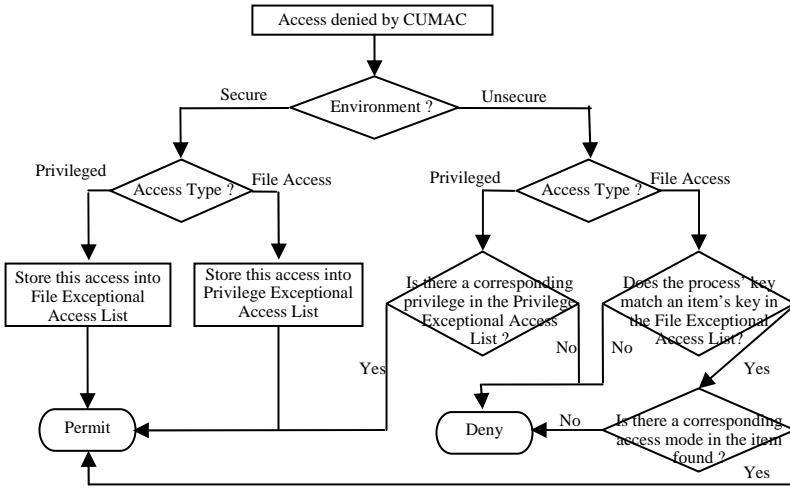 Access denied by CUMAC
Environment ?
Secure
Unsecure
Privileged
Access Type ?
File Access
Privileged
Access Type ?
File Access
Store this access into
File Exceptional
Access List
Store this access into
Privilege Exceptional
Access List
Is there a corresponding
privilege in the Privilege
Exceptional Access
List ?
Does the process' key
match an item's key in
the File Exceptional
Access List?
Yes
No
No
Yes
Permit
Deny
No
Is there a corresponding
access mode in the item
found ?
Yes